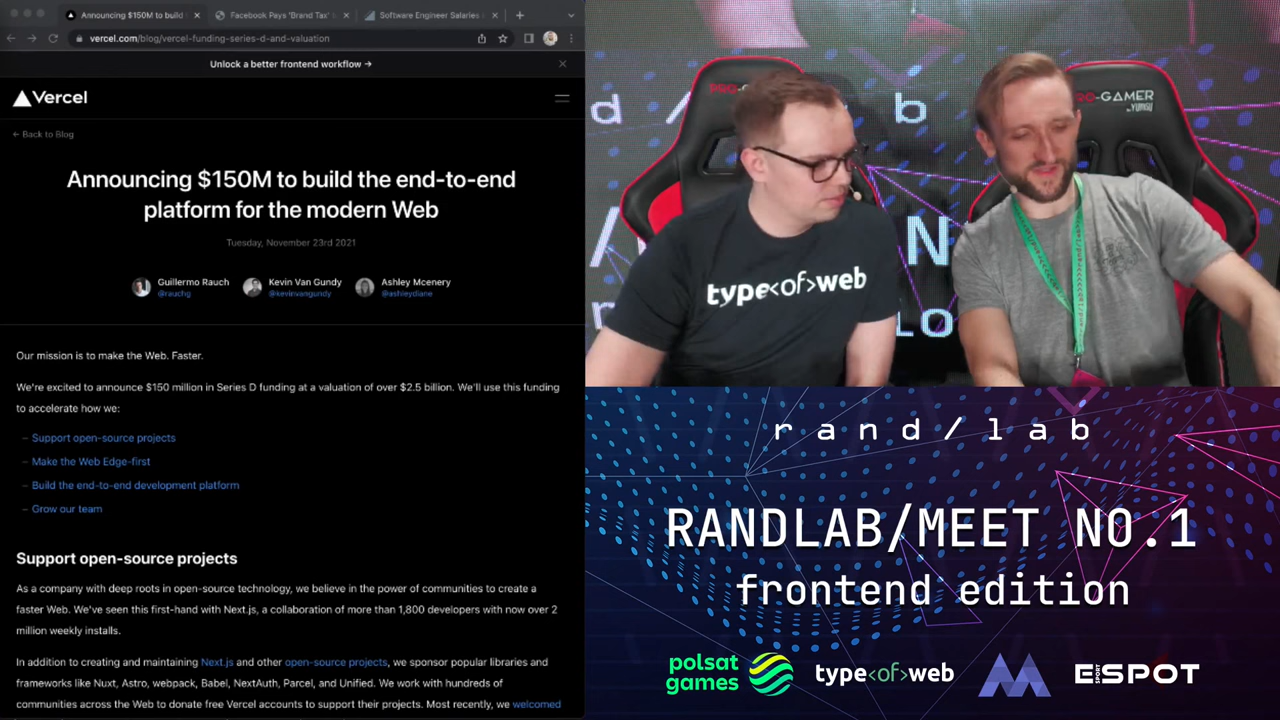 Announcing $150M to build
Facebook Pays 'Brand Tax'
Software Engineer Salaries
vercel.com/blog/vercel-funding-series-d-and-valuation
Unlock a better frontend workflow →
Vercel
← Back to Blog
Announcing $150M to build the end-to-end
platform for the modern Web
Tuesday, November 23rd 2021
Guillermo Rauch
@rauchg
Kevin Van Gundy
@kevinvangundy
Ashley Mcenery
@ashleydiane
Our mission is to make the Web. Faster.
We're excited to announce $150 million in Series D funding at a valuation of over $2.5 billion. We'll use this funding
to accelerate how we:
– Support open-source projects
– Make the Web Edge-first
– Build the end-to-end development platform
– Grow our team
Support open-source projects
As a company with deep roots in open-source technology, we believe in the power of communities to create a
faster Web. We've seen this first-hand with Next.js, a collaboration of more than 1,800 developers with now over 2
million weekly installs.
In addition to creating and maintaining Next.js and other open-source projects, we sponsor popular libraries and
frameworks like Nuxt, Astro, webpack, Babel, NextAuth, Parcel, and Unified. We work with hundreds of
communities across the Web to donate free Vercel accounts to support their projects. Most recently, we welcomed
type<of>web
-GAMER
by YUMISU
rand/lab
RANDLAB/MEET NO.1
frontend edition
polsat
games
type<of>web
ESPORT
SPOT